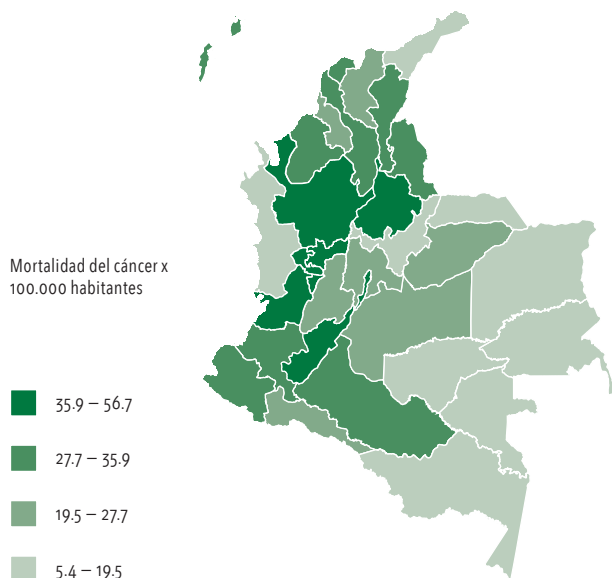 Mortalidad del cáncer x
100.000 habitantes
35.9 – 56.7
27.7 – 35.9
19.5 – 27.7
5.4 – 19.5